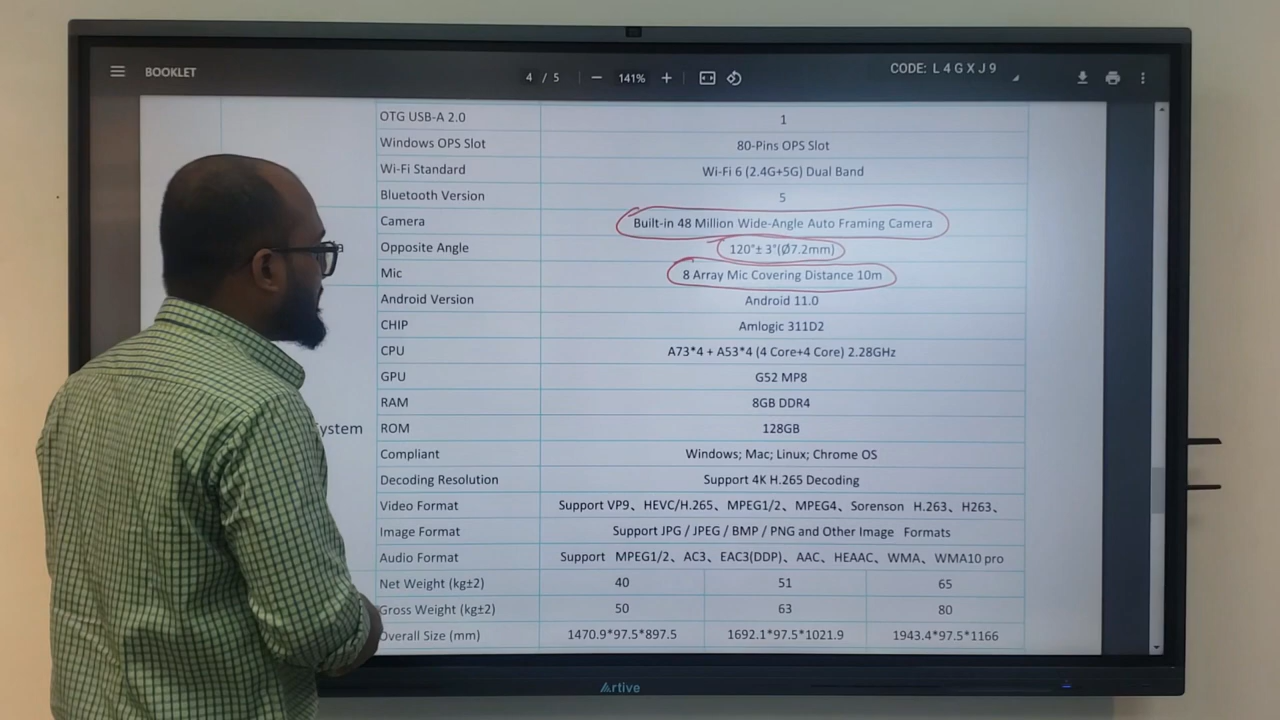 BOOKLET 4 / 5 141% CODE: L 4 G X J 9
OTG USB-A 2.0 1
Windows OPS Slot 80-Pins OPS Slot
Wi-Fi Standard Wi-Fi 6 (2.4G+5G) Dual Band
Bluetooth Version 5
Camera Built-in 48 Million Wide-Angle Auto Framing Camera
Opposite Angle 120°± 3°(Ø7.2mm)
Mic 8 Array Mic Covering Distance 10m
Android Version Android 11.0
CHIP Amlogic 311D2
CPU A73*4 + A53*4 (4 Core+4 Core) 2.28GHz
GPU G52 MP8
RAM 8GB DDR4
ystem ROM 128GB
Compliant Windows; Mac; Linux; Chrome OS
Decoding Resolution Support 4K H.265 Decoding
Video Format Support VP9、HEVC/H.265、MPEG1/2、MPEG4、Sorenson H.263、H263、
Image Format Support JPG / JPEG / BMP / PNG and Other Image Formats
Audio Format Support MPEG1/2、AC3、EAC3(DDP)、AAC、HEAAC、WMA、WMA10 pro
Net Weight (kg±2) 40 51 65
Gross Weight (kg±2) 50 63 80
Overall Size (mm) 1470.9*97.5*897.5 1692.1*97.5*1021.9 1943.4*97.5*1166
Artive